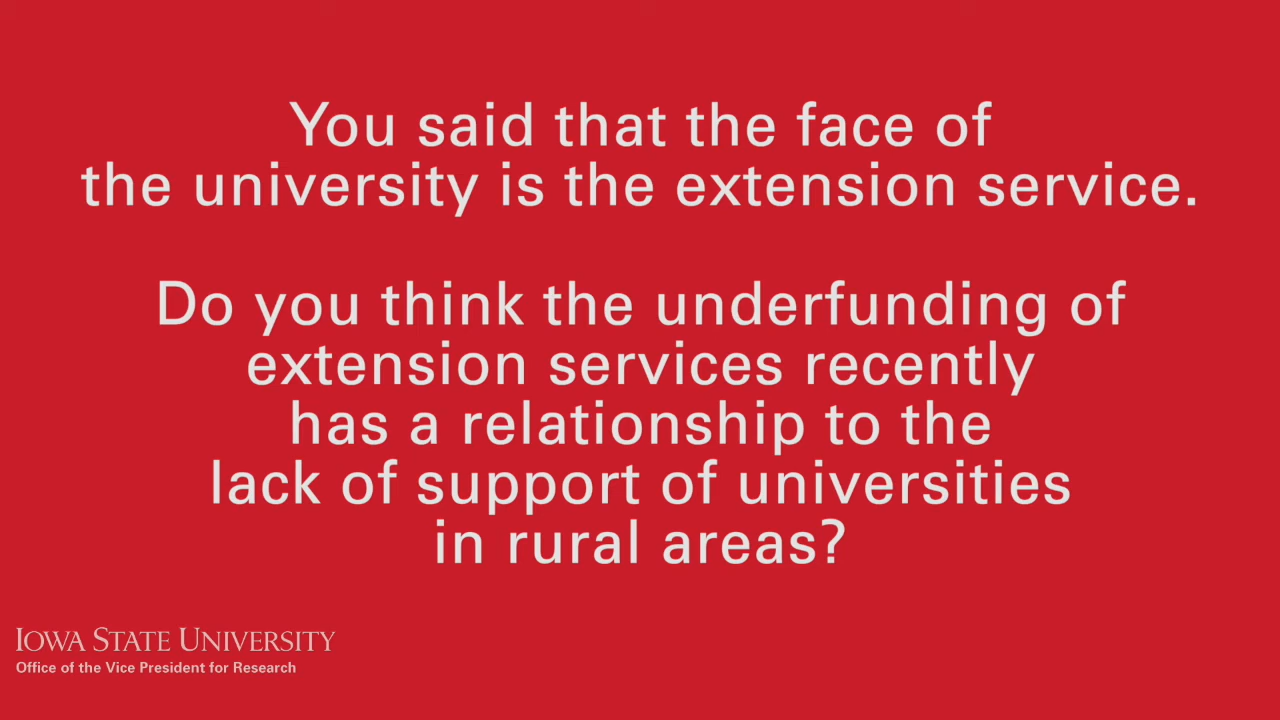 You said that the face of
the university is the extension service.
Do you think the underfunding of
extension services recently
has a relationship to the
lack of support of universities
in rural areas?
IOWA STATE UNIVERSITY
Office of the Vice President for Research